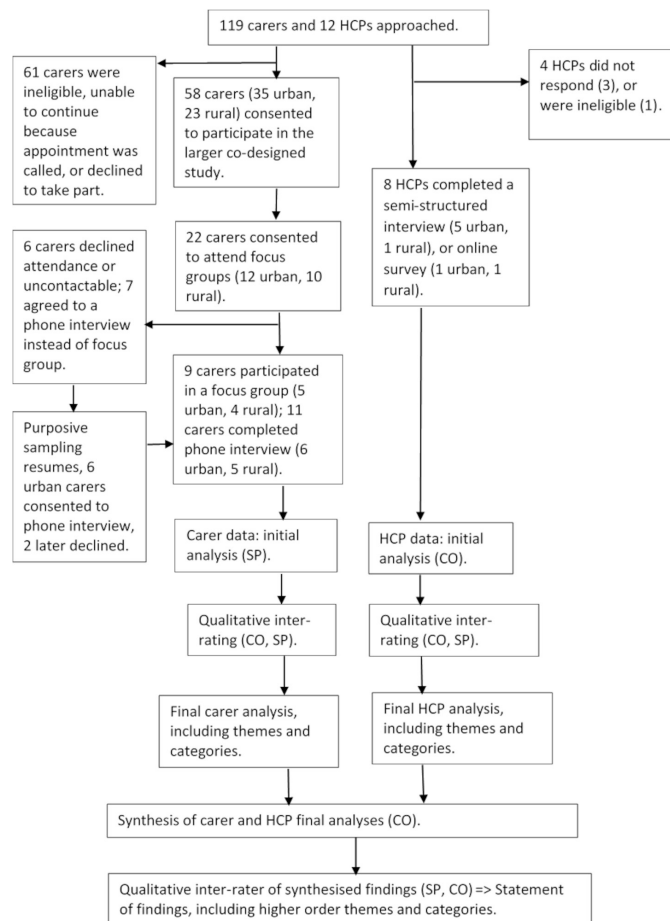 119 carers and 12 HCPs approached.
61 carers were
ineligible, unable
to continue
because
appointment was
called, or declined
to take part.
58 carers (35 urban,
23 rural) consented
to participate in the
larger co-designed
study.
4 HCPs did not
respond (3), or
were ineligible (1).
8 HCPs completed a
semi-structured
interview (5 urban,
1 rural), or online
survey (1 urban, 1
rural).
22 carers consented
to attend focus
groups (12 urban, 10
rural).
6 carers declined
attendance or
uncontactable; 7
agreed to a
phone interview
instead of focus
group.
9 carers participated
in a focus group (5
urban, 4 rural); 11
carers completed
phone interview (6
urban, 5 rural).
Purposive
sampling
resumes, 6
urban carers
consented to
phone interview,
2 later declined.
Carer data: initial
analysis (SP).
HCP data: initial
analysis (CO).
Qualitative inter-
rating (CO, SP).
Qualitative inter-
rating (CO, SP).
Final carer analysis,
including themes and
categories.
Final HCP analysis,
including themes and
categories.
Synthesis of carer and HCP final analyses (CO).
Qualitative inter-rater of synthesised findings (SP, CO) => Statement
of findings, including higher order themes and categories.